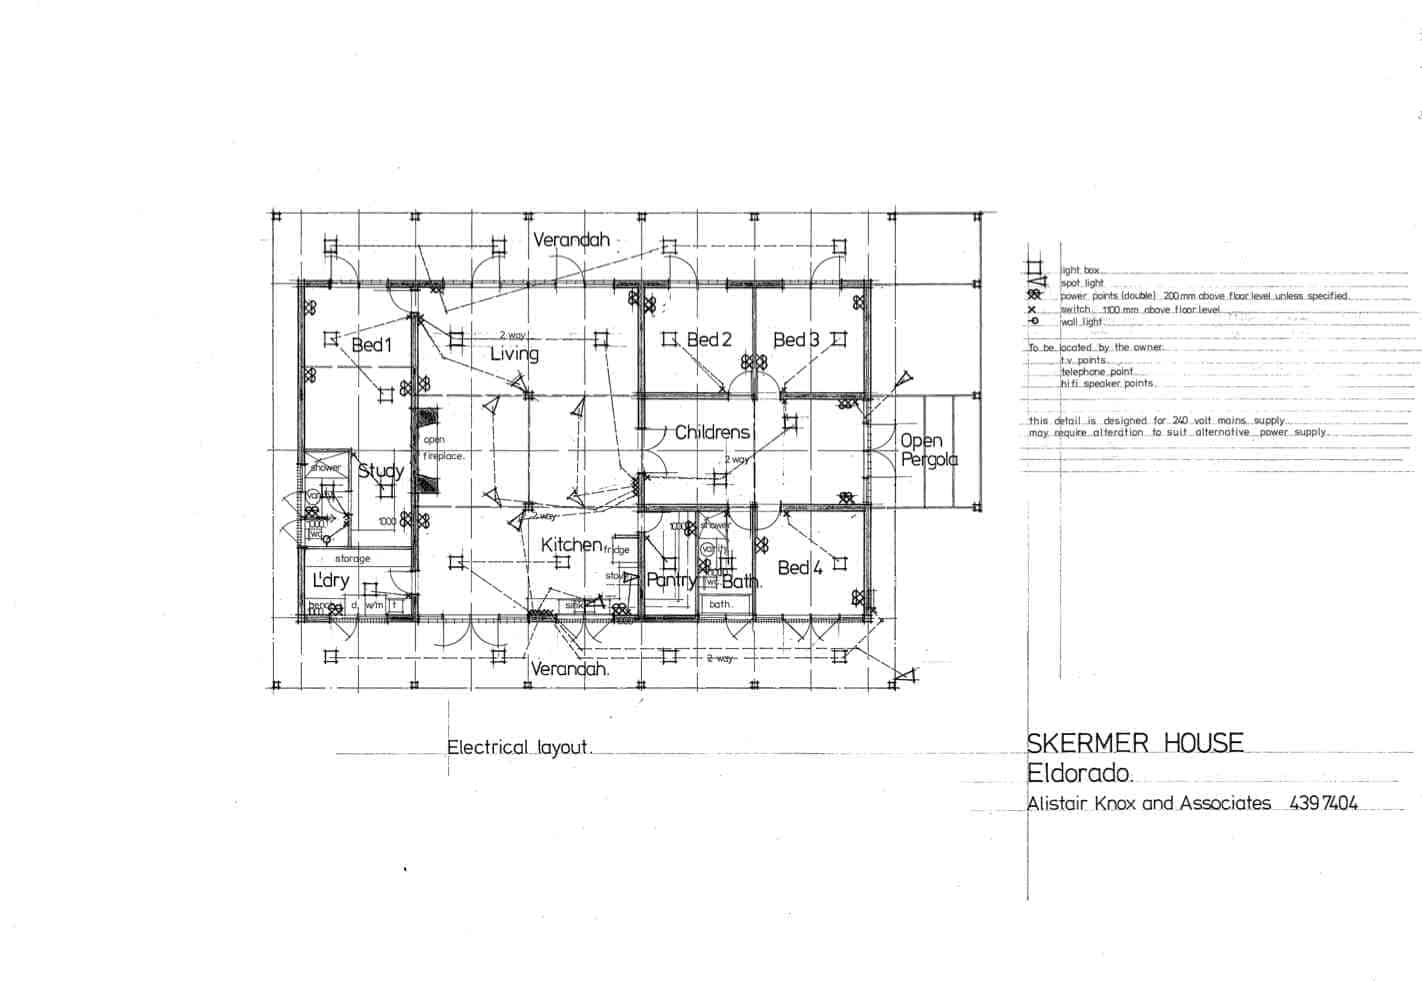 Verandah
light box.
spot light
power points (double) 200mm above floor level unless specified.
switch. 1100 mm above floor level.
wall light.
Bed 1
2 way
Living
Bed 2
Bed 3
To be located by the owner:
t.v. points.
telephone point.
hi fi speaker points.
open
fireplace.
Childrens
2 way
Open
Pergola
this detail is designed for 240 volt mains supply.
may require alteration to suit alternative power supply.
shower
Study
vanity
1000
wc
1000
2 way
Kitchen
fridge
1000
shower
vanity
storage
L'dry
stove
Pantry
wc
Bath.
Bed 4
bench
1000
d.
w/m
t
sink
bath.
2 way
Verandah.
Electrical layout.
SKERMER HOUSE
Eldorado.
Alistair Knox and Associates 4397404